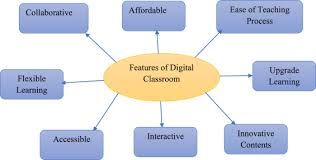 Collaborative
Affordable
Ease of Teaching
Process
Features of Digital
Classroom
Flexible
Learning
Upgrade
Learning
Accessible
Interactive
Innovative
Contents